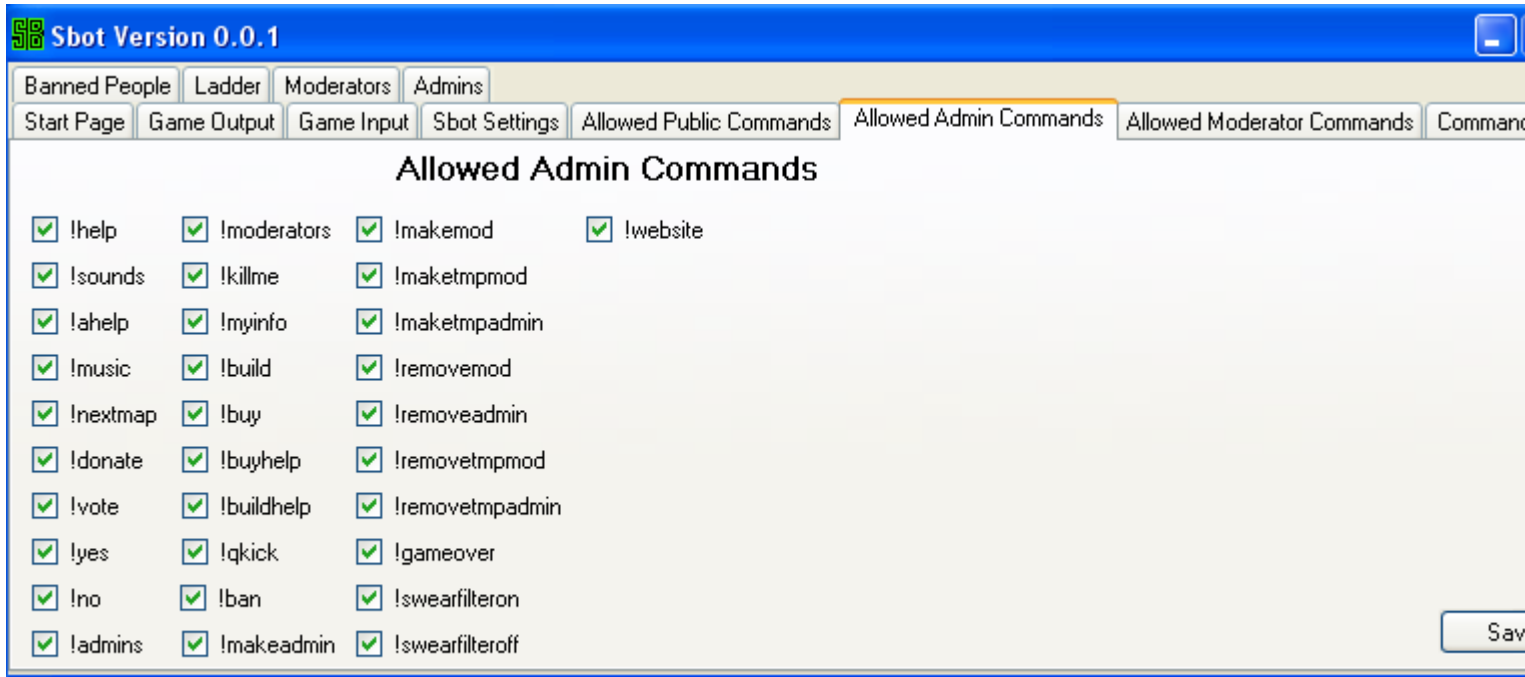 SB Sbot Version 0.0.1
Banned People Ladder Moderators Admins
Start Page Game Output Game Input Sbot Settings Allowed Public Commands Allowed Admin Commands Allowed Moderator Commands Command
Allowed Admin Commands
!help !moderators !makemod !website
!sounds !killme !maketmpmod
!ahelp !myinfo !maketmpadmin
!music !build !removemod
!nextmap !buy !removeadmin
!donate !buyhelp !removetmpmod
!vote !buildhelp !removetmpadmin
!yes !qkick !gameover
!no !ban !swearfilteron
!admins !makeadmin !swearfilteroff
Sav